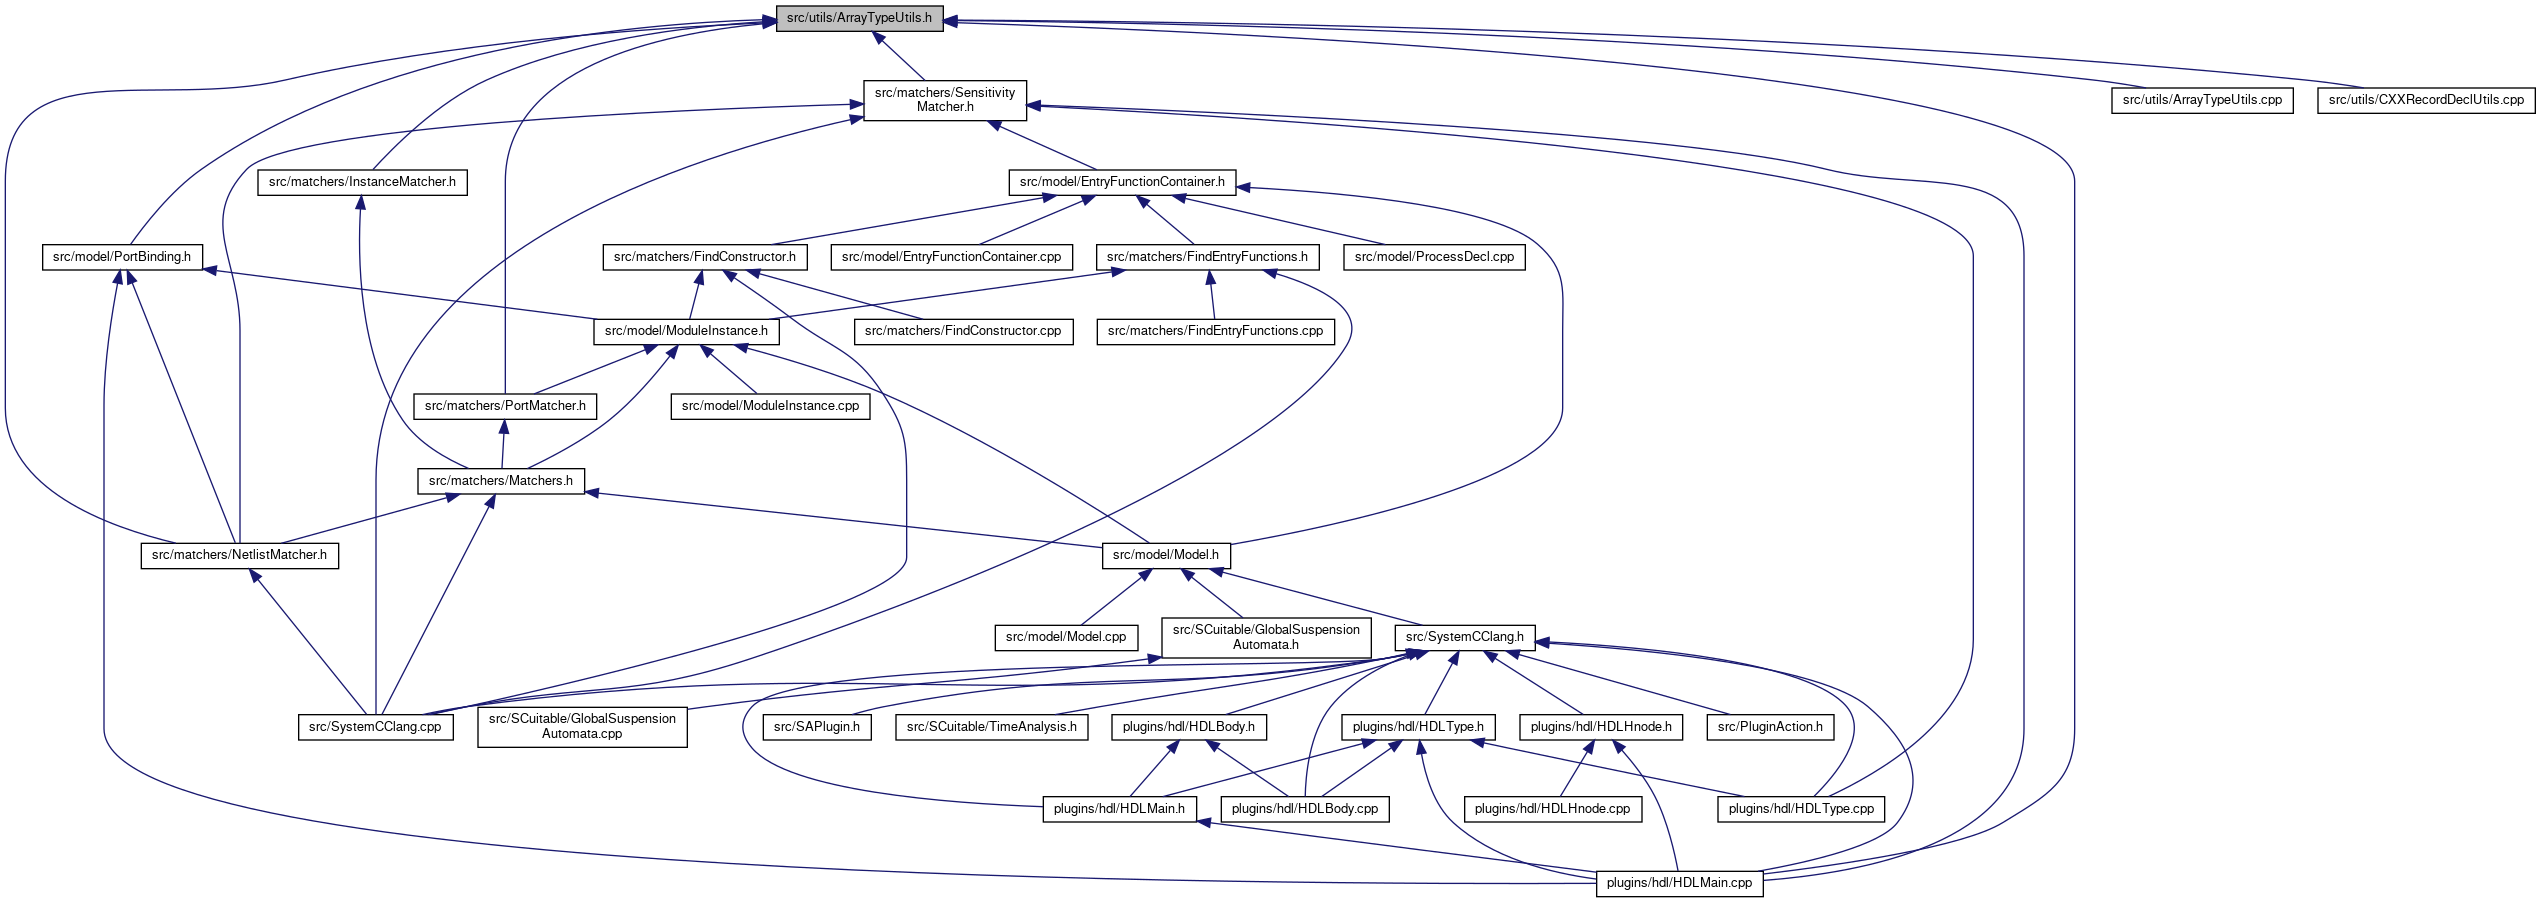 src/utils/ArrayTypeUtils.h
src/matchers/Sensitivity
Matcher.h
src/utils/ArrayTypeUtils.cpp
src/utils/CXXRecordDeclUtils.cpp
src/matchers/InstanceMatcher.h
src/model/EntryFunctionContainer.h
src/model/PortBinding.h
src/matchers/FindConstructor.h
src/model/EntryFunctionContainer.cpp
src/matchers/FindEntryFunctions.h
src/model/ProcessDecl.cpp
src/model/ModuleInstance.h
src/matchers/FindConstructor.cpp
src/matchers/FindEntryFunctions.cpp
src/matchers/PortMatcher.h
src/model/ModuleInstance.cpp
src/matchers/Matchers.h
src/matchers/NetlistMatcher.h
src/model/Model.h
src/model/Model.cpp
src/SCuitable/GlobalSuspension
Automata.h
src/SystemCClang.h
src/SystemCClang.cpp
src/SCuitable/GlobalSuspension
Automata.cpp
src/SAPlugin.h
src/SCuitable/TimeAnalysis.h
plugins/hdl/HDLBody.h
plugins/hdl/HDLType.h
plugins/hdl/HDLHnode.h
src/PluginAction.h
plugins/hdl/HDLMain.h
plugins/hdl/HDLBody.cpp
plugins/hdl/HDLHnode.cpp
plugins/hdl/HDLType.cpp
plugins/hdl/HDLMain.cpp